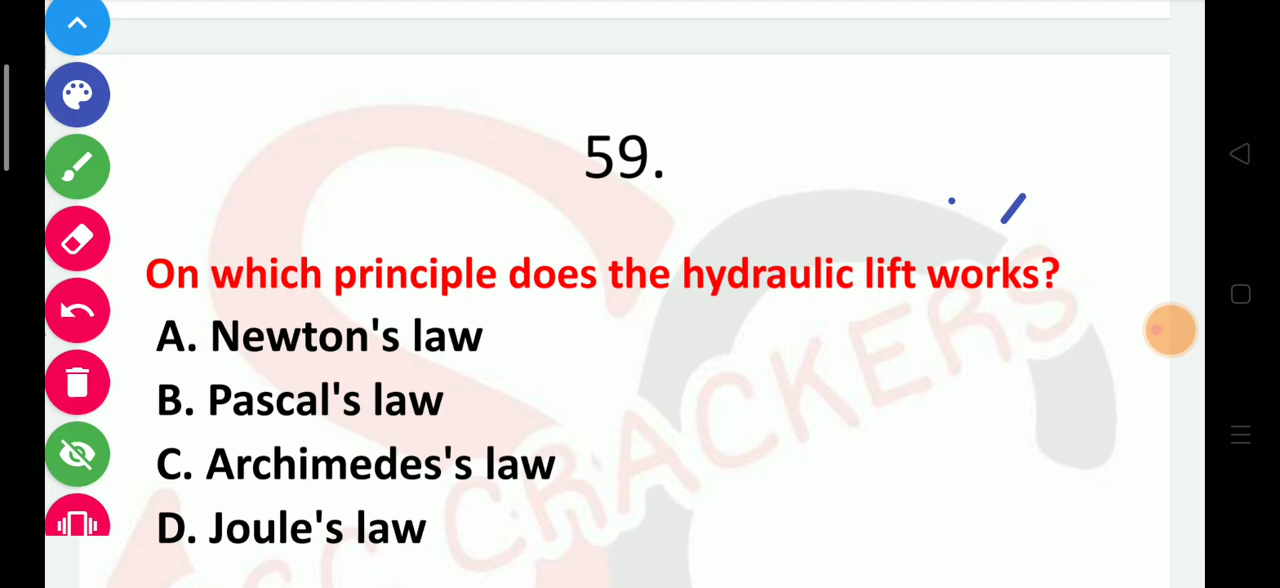 59.
On which principle does the hydraulic lift works?
A. Newton's law
B. Pascal's law
C. Archimedes's law
D. Joule's law
CRACKERS